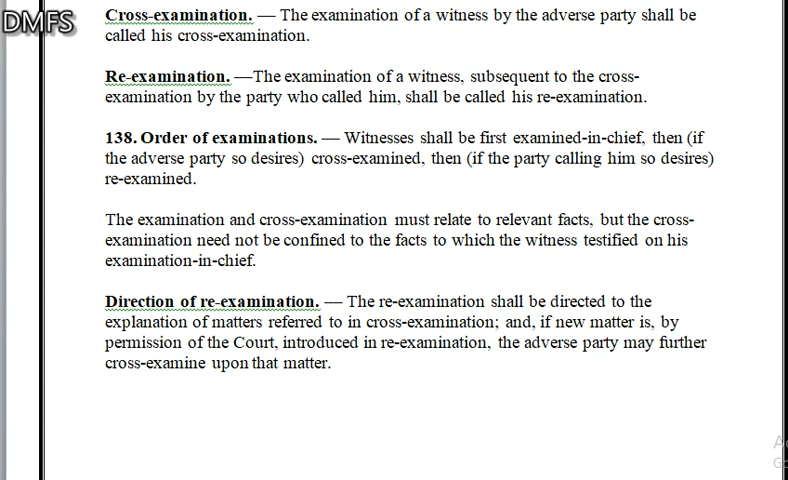 DMFS
Cross-examination. — The examination of a witness by the adverse party shall be
called his cross-examination.
Re-examination. —The examination of a witness, subsequent to the cross-
examination by the party who called him, shall be called his re-examination.
138. Order of examinations. — Witnesses shall be first examined-in-chief, then (if
the adverse party so desires) cross-examined, then (if the party calling him so desires)
re-examined.
The examination and cross-examination must relate to relevant facts, but the cross-
examination need not be confined to the facts to which the witness testified on his
examination-in-chief.
Direction of re-examination. — The re-examination shall be directed to the
explanation of matters referred to in cross-examination; and, if new matter is, by
permission of the Court, introduced in re-examination, the adverse party may further
cross-examine upon that matter.